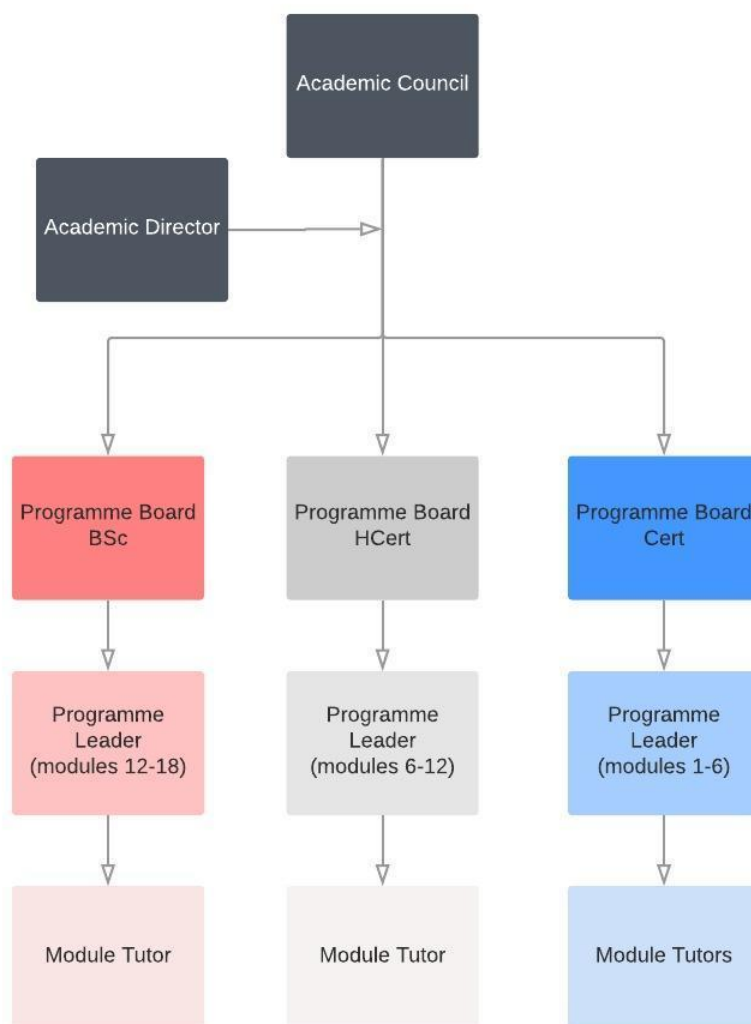 Academic Council
Academic Director
Programme Board
BSc
Programme Board
HCert
Programme Board
Cert
Programme
Leader
(modules 12-18)
Programme
Leader
(modules 6-12)
Programme
Leader
(modules 1-6)
Module Tutor
Module Tutor
Module Tutors